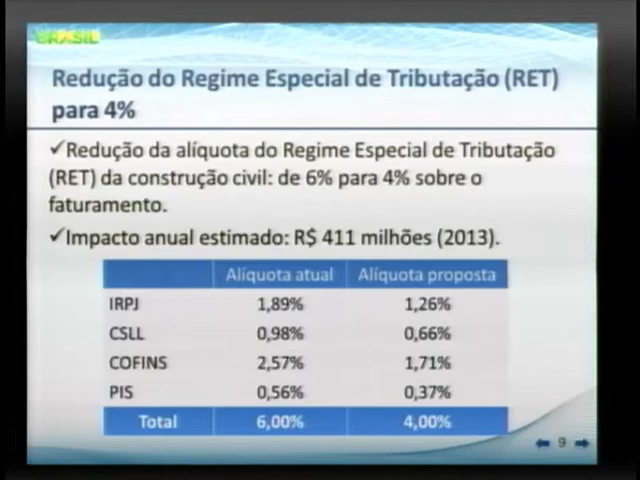 BRASIL
Redução do Regime Especial de Tributação (RET)
para 4%
✓Redução da alíquota do Regime Especial de Tributação
(RET) da construção civil: de 6% para 4% sobre o
faturamento.
✓Impacto anual estimado: R$ 411 milhões (2013).
Alíquota atual Alíquota proposta
IRPJ 1,89% 1,26%
CSLL 0,98% 0,66%
COFINS 2,57% 1,71%
PIS 0,56% 0,37%
Total 6,00% 4,00%
9